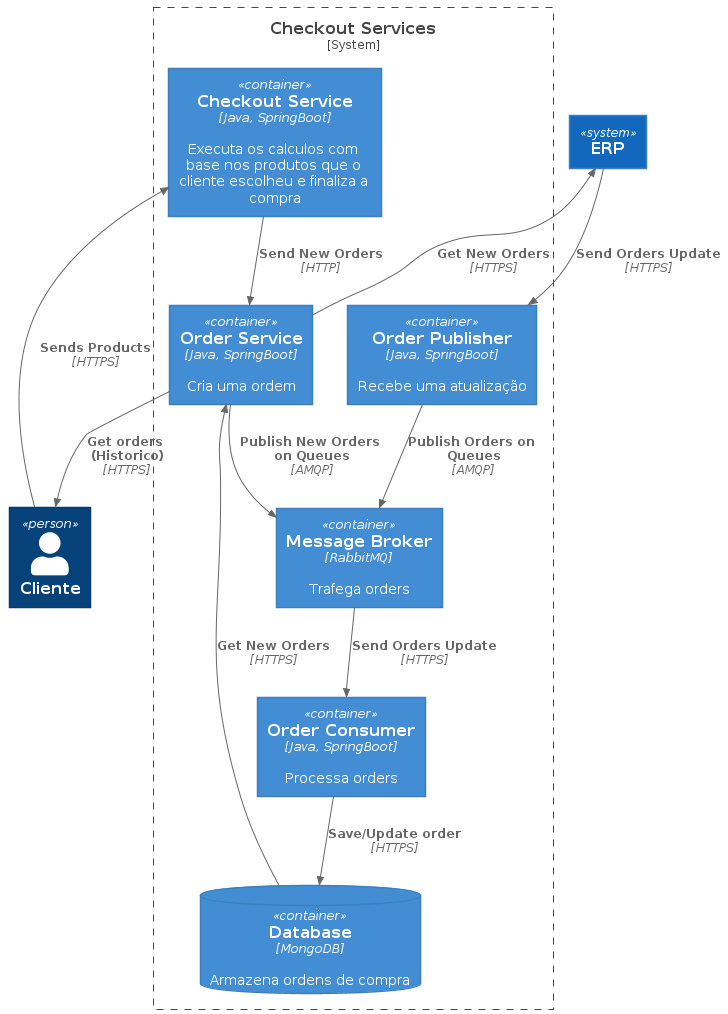 Checkout Services
[System]
«container»
Checkout Service
[Java, SpringBoot]
Executa os calculos com
base nos produtos que o
cliente escolheu e finaliza a
compra
«system»
ERP
Send New Orders
[HTTP]
Get New Orders
[HTTPS]
Send Orders Update
[HTTPS]
«container»
Order Service
[Java, SpringBoot]
Cria uma ordem
«container»
Order Publisher
[Java, SpringBoot]
Recebe uma atualização
Sends Products
[HTTPS]
Get orders
(Historico)
[HTTPS]
Publish New Orders
on Queues
[AMQP]
Publish Orders on
Queues
[AMQP]
«person»
Cliente
«container»
Message Broker
[RabbitMQ]
Trafega orders
Get New Orders
[HTTPS]
Send Orders Update
[HTTPS]
«container»
Order Consumer
[Java, SpringBoot]
Processa orders
Save/Update order
[HTTPS]
«container»
Database
[MongoDB]
Armazena ordens de compra